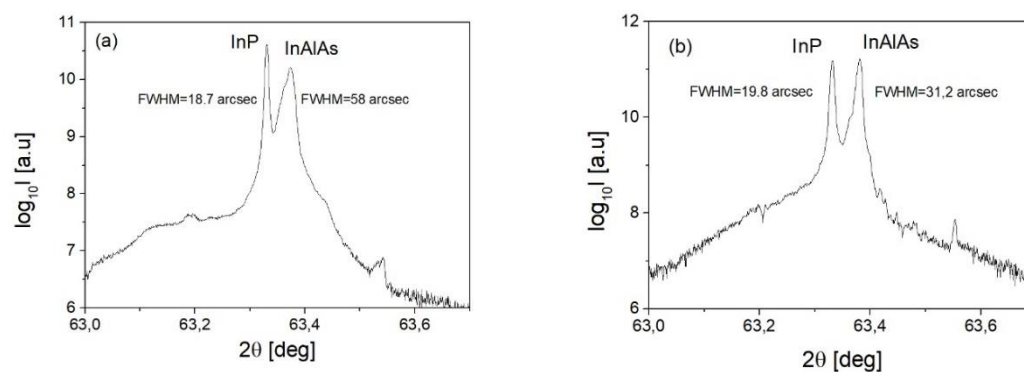 (a)
InP
InAlAs
FWHM=18.7 arcsec
FWHM=58 arcsec
log10I [a.u]
11
10
9
8
7
6
63,0
63,2
63,4
63,6
2θ [deg]
(b)
InP
InAlAs
FWHM=19.8 arcsec
FWHM=31,2 arcsec
log10I [a.u]
12
10
8
6
63,0
63,2
63,4
63,6
2θ [deg]